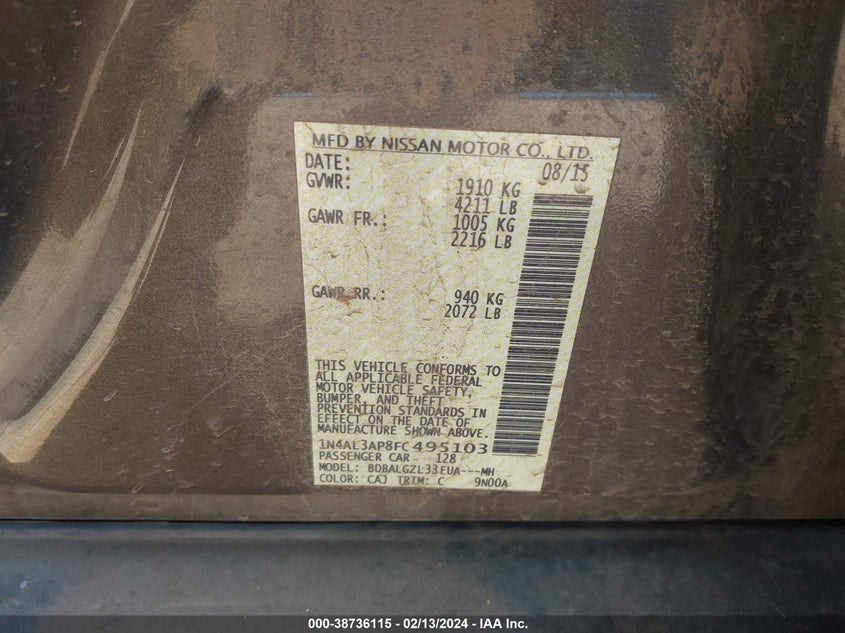 MFD BY NISSAN MOTOR CO., LTD.
DATE: 08/15
GVWR: 1910 KG
4211 LB
GAWR FR.: 1005 KG
2216 LB
GAWR RR.: 940 KG
2072 LB
THIS VEHICLE CONFORMS TO
ALL APPLICABLE FEDERAL
MOTOR VEHICLE SAFETY,
BUMPER, AND THEFT
PREVENTION STANDARDS IN
EFFECT ON THE DATE OF
MANUFACTURE SHOWN ABOVE.
1N4AL3AP8FC495103
PASSENGER CAR 128
MODEL: BDBALGZL33EUA---MH
COLOR: CAJ TRIM: C 9N00A
000-38736115 - 02/13/2024 - IAA Inc.